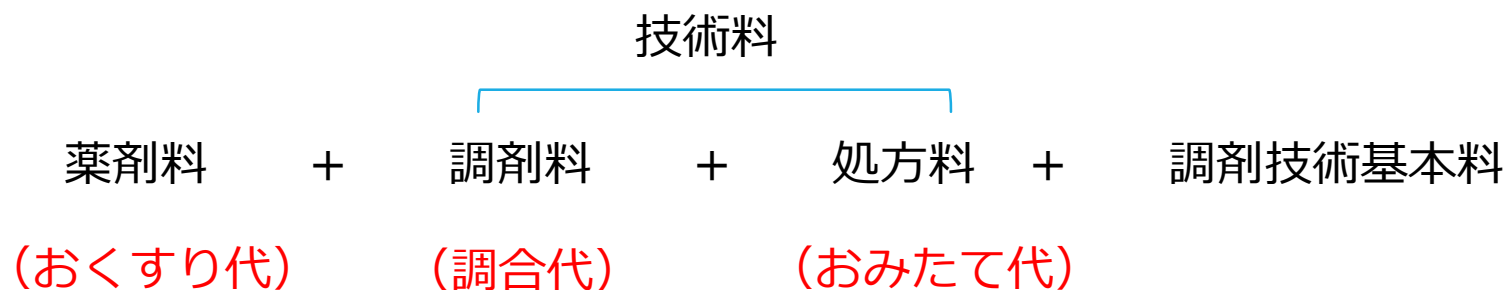 技術料
薬剤料 + 調剤料 + 処方料 + 調剤技術基本料
（おくすり代） （調合代） （おみたて代）